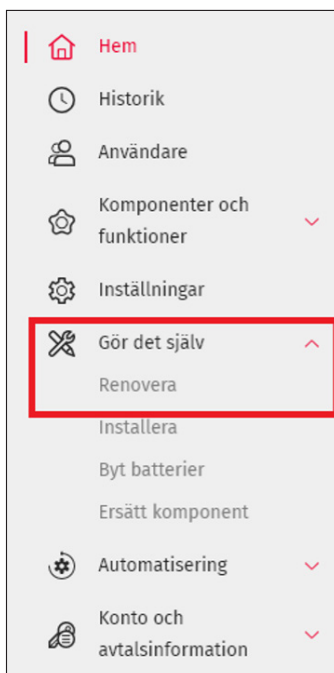 Hem
Historik
Användare
Komponenter och
funktioner
Inställningar
Gör det själv
Renovera
Installera
Byt batterier
Ersätt komponent
Automatisering
Konto och
avtalsinformation